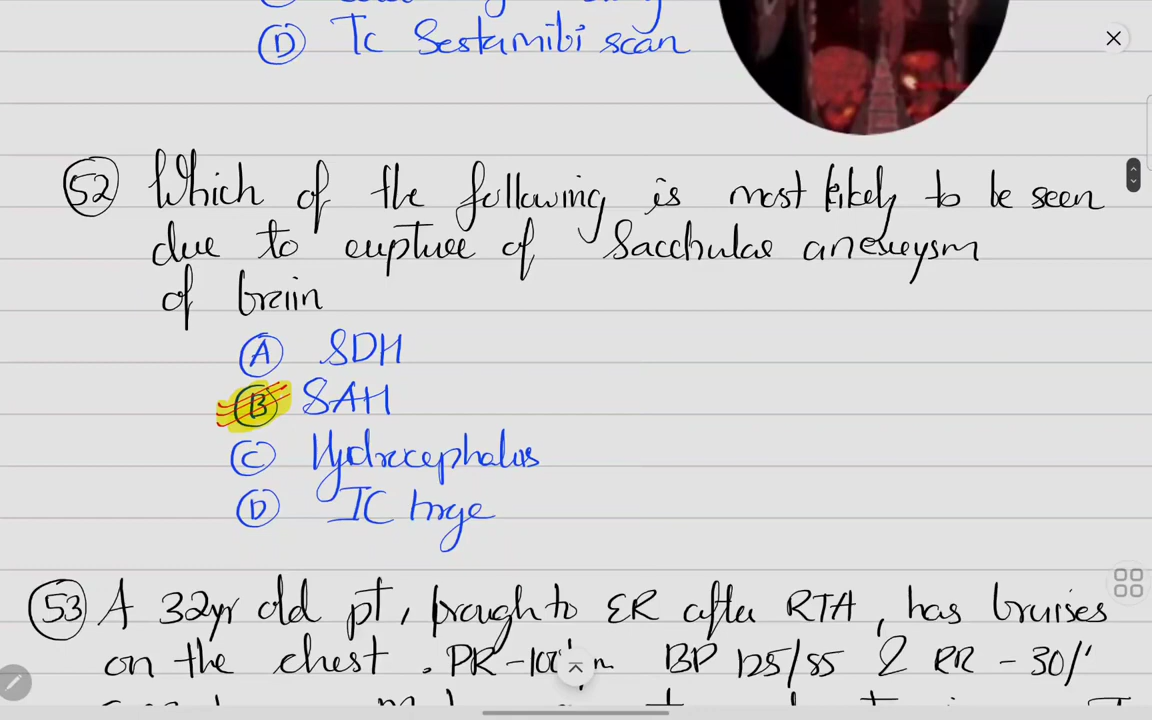 D Tc Sestamibi scan
52 Which of the following is most likely to be seen
due to rupture of Sacchular aneurysm
of brain
A SDH
B SAH
C Hydrocephalus
D IC hrge
53 A 32yr old pt, brough to ER after RTA, has bruises
on the chest. PR - BP 125/85 & RR - 30/'